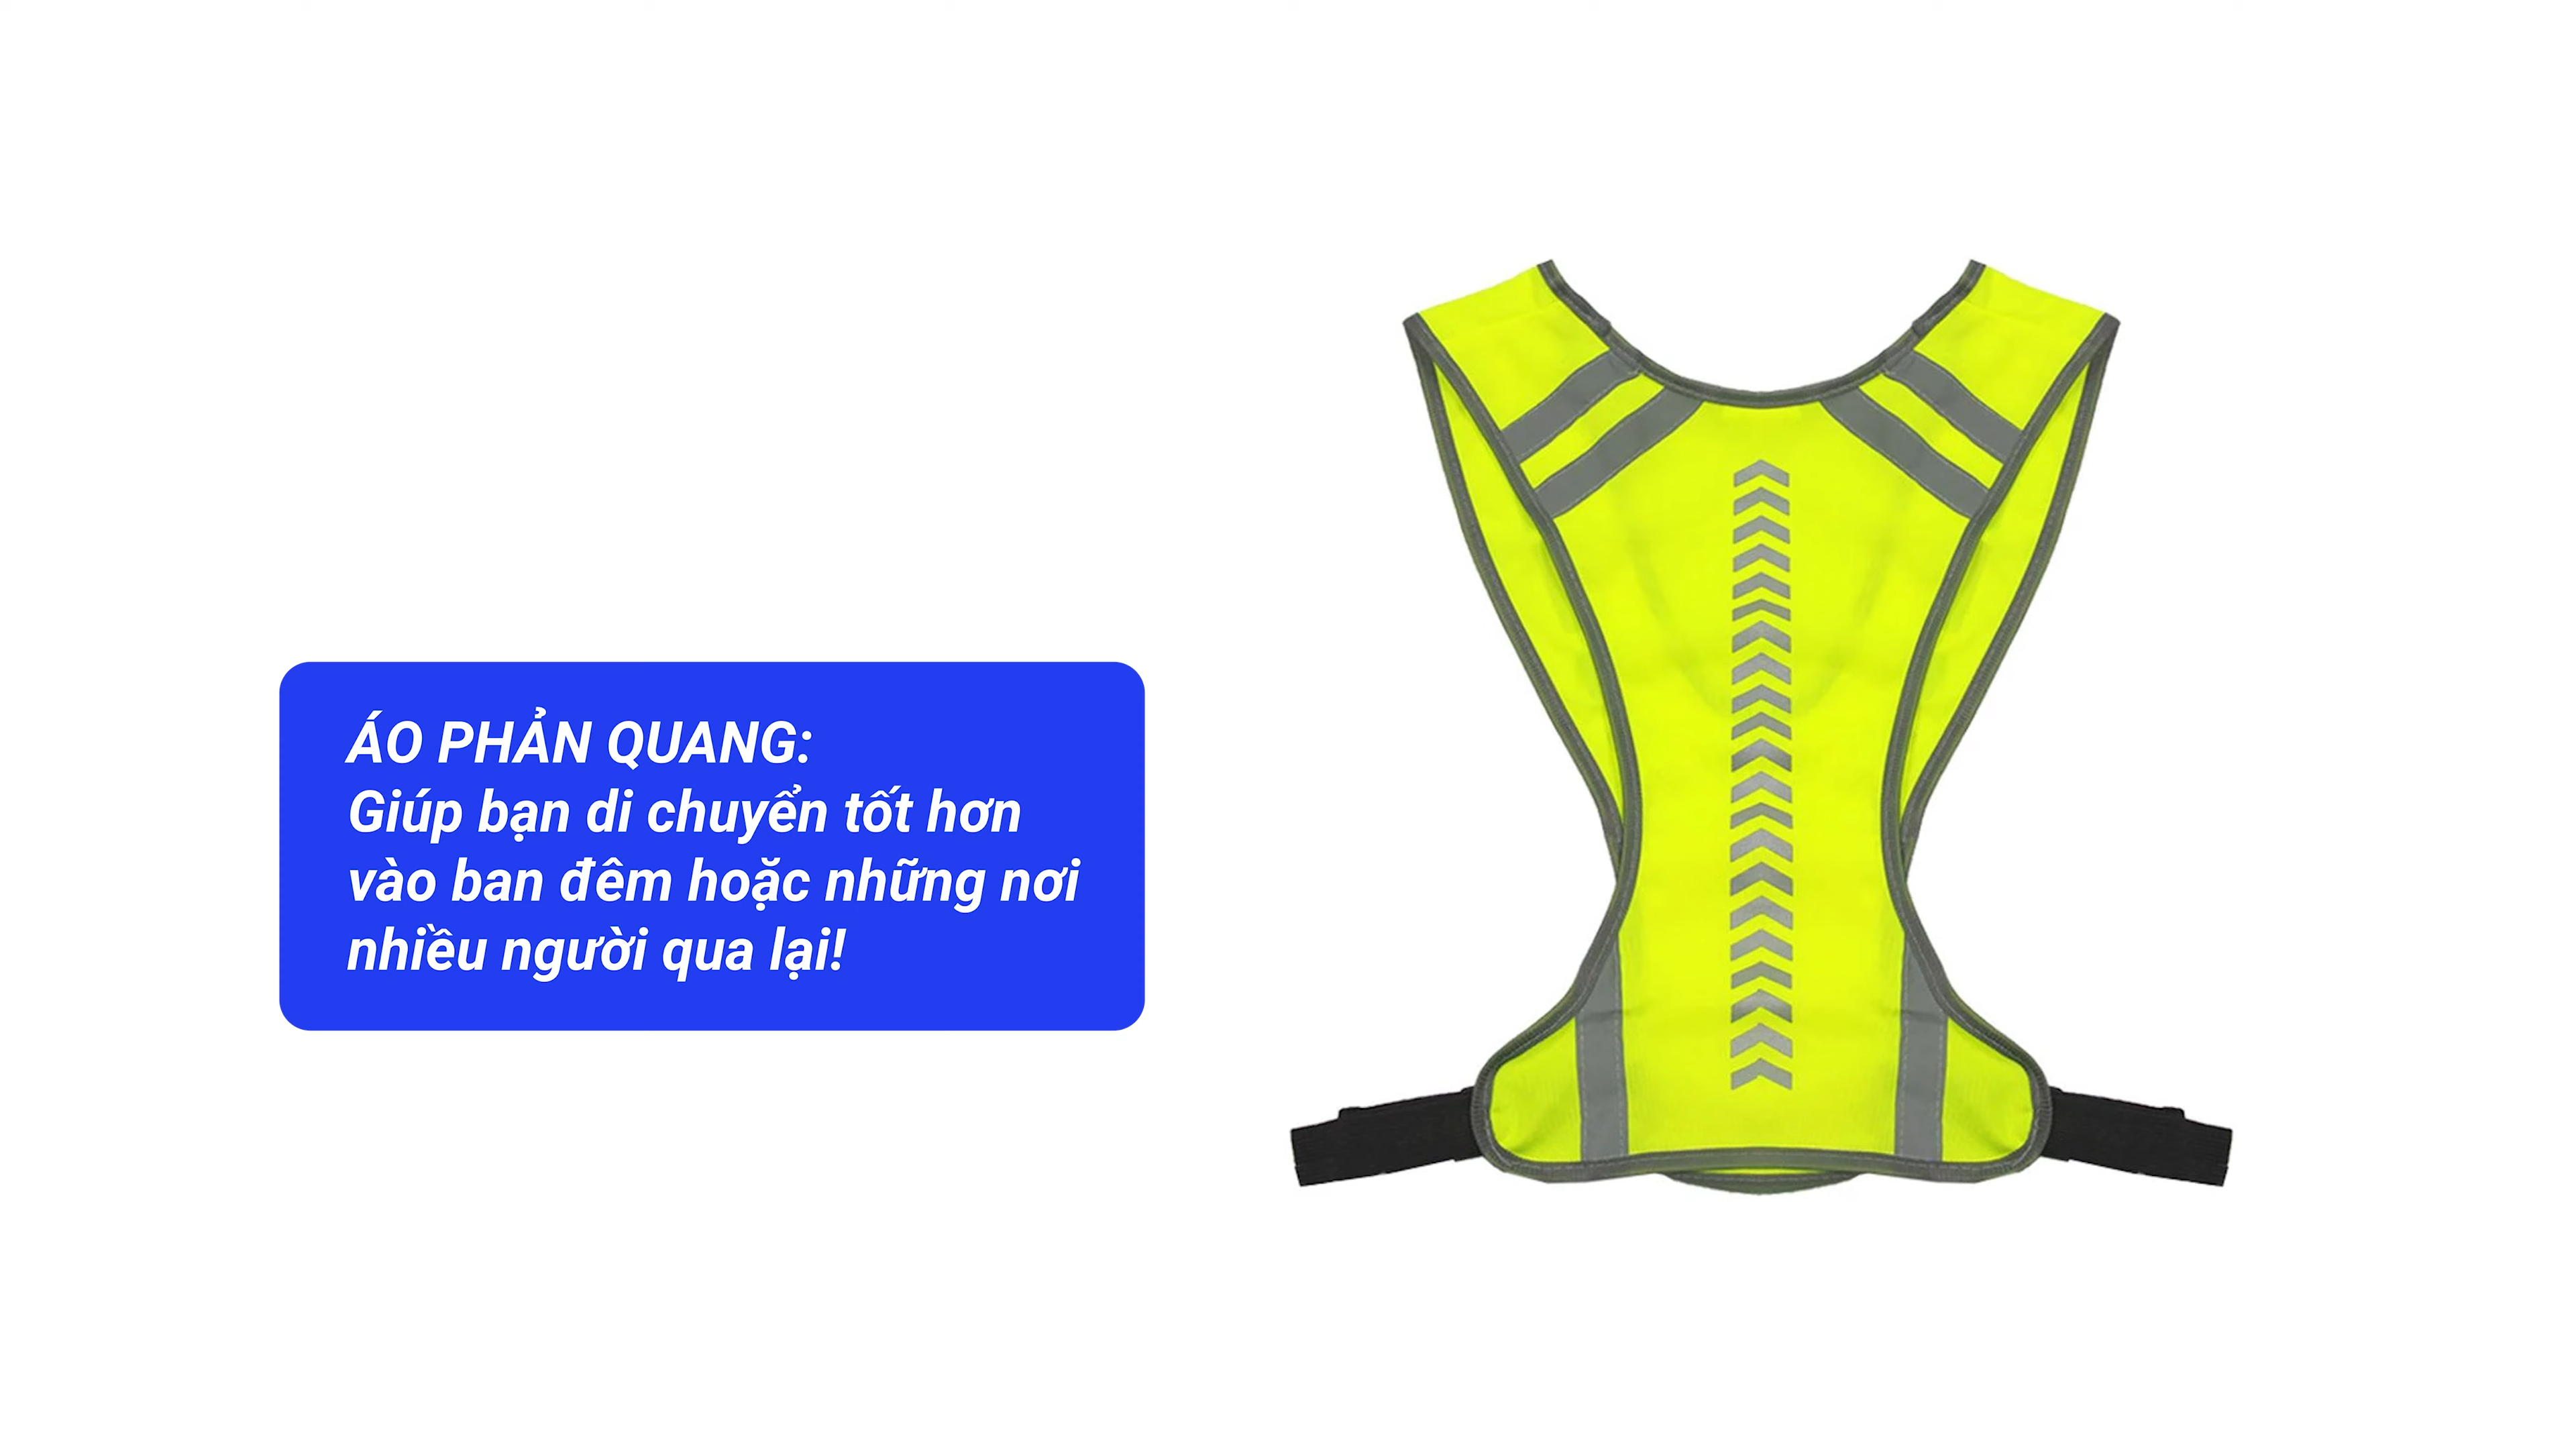 ÁO PHẢN QUANG:
Giúp bạn di chuyển tốt hơn
vào ban đêm hoặc những nơi
nhiều người qua lại!